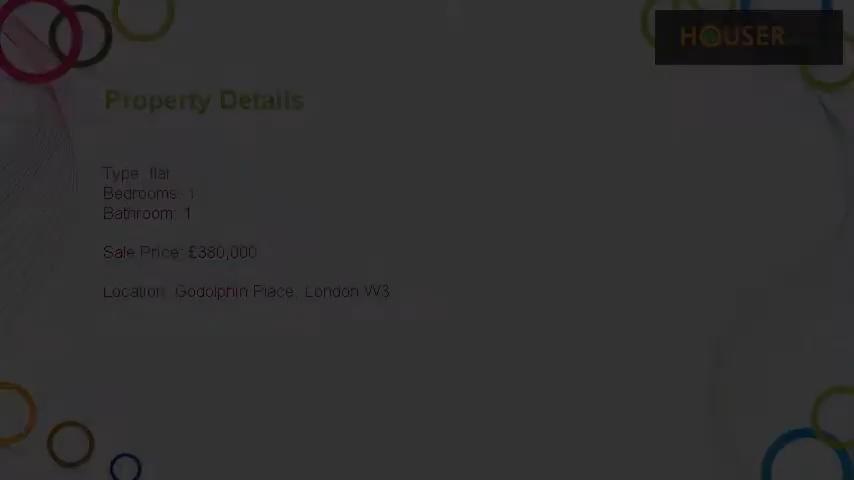 HOUSER
Property Details
Type: flat
Bedrooms: 1
Bathroom: 1
Sale Price: £380,000
Location: Godolphin Place, London W3